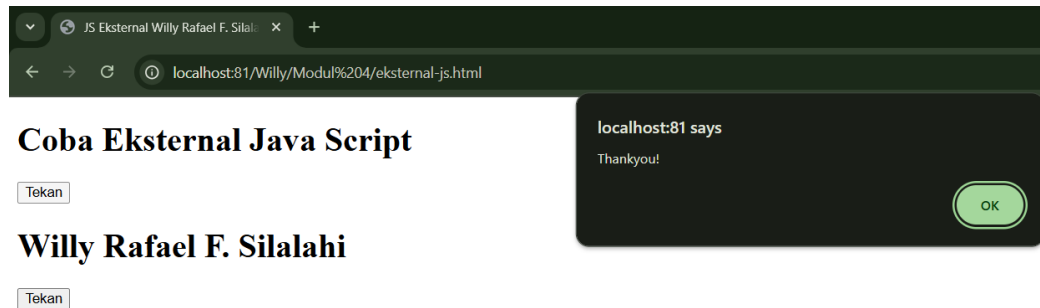 JS Eksternal Willy Rafael F. Silala
localhost:81/Willy/Modul%204/eksternal-js.html
Coba Eksternal Java Script
Tekan
Willy Rafael F. Silalahi
Tekan
localhost:81 says
Thankyou!
OK